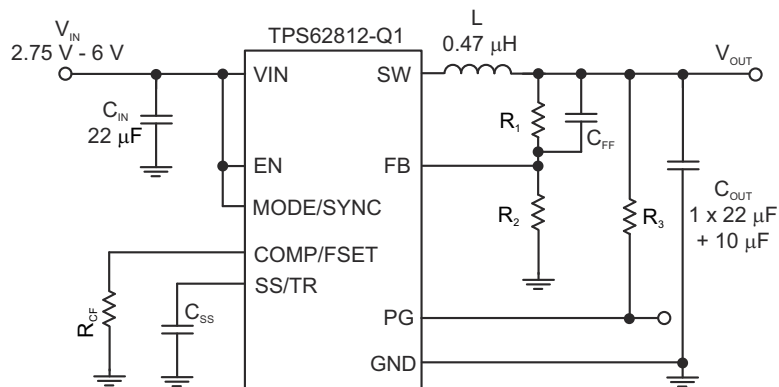 TPS62812-Q1
V_IN
2.75 V - 6 V
L
0.47 μH
V_OUT
VIN
SW
C_IN
22 μF
R_1
C_FF
EN
FB
MODE/SYNC
R_2
R_3
C_OUT
1 x 22 μF
+ 10 μF
COMP/FSET
SS/TR
R_CF
C_SS
PG
GND